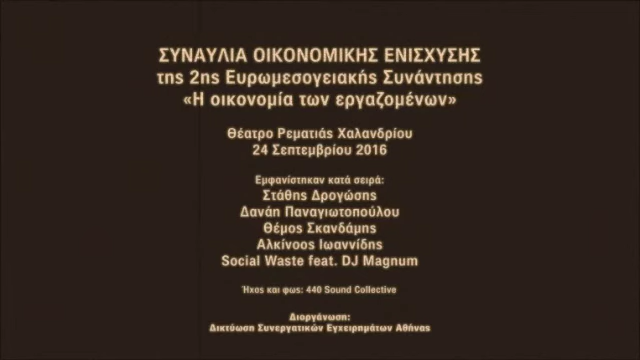 ΣΥΝΑΥΛΙΑ ΟΙΚΟΝΟΜΙΚΗΣ ΕΝΙΣΧΥΣΗΣ
της 2ης Ευρωμεσογειακής Συνάντησης
«Η οικονομία των εργαζομένων»
Θέατρο Ρεματιάς Χαλανδρίου
24 Σεπτεμβρίου 2016
Εμφανίστηκαν κατά σειρά:
Στάθης Δρογώσης
Δανάη Παναγιωτοπούλου
Θέμος Σκανδάμης
Αλκίνοος Ιωαννίδης
Social Waste feat. DJ Magnum
Ήχος και φως: 440 Sound Collective
Διοργάνωση:
Δικτύωση Συνεργατικών Εγχειρημάτων Αθήνας